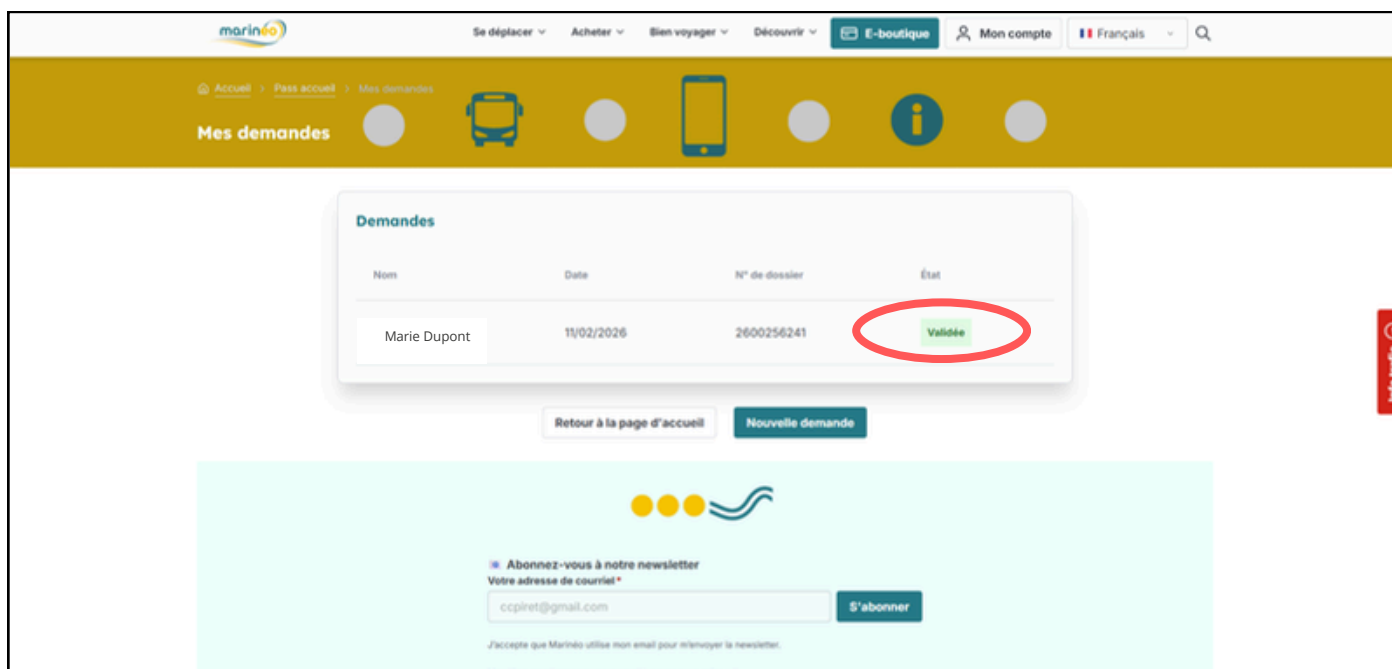 marinéo
Se déplacer Acheter Bien voyager Découvrir E-boutique Mon compte Français
Accueil > Pass accueil > Mes demandes
Mes demandes
Demandes
Nom Date N° de dossier État
Marie Dupont 11/02/2026 2600256241 Validée
Retour à la page d'accueil Nouvelle demande
Abonnez-vous à notre newsletter
Votre adresse de courriel *
ccpiret@gmail.com S'abonner
J'accepte que Marinéo utilise mon email pour m'envoyer la newsletter.